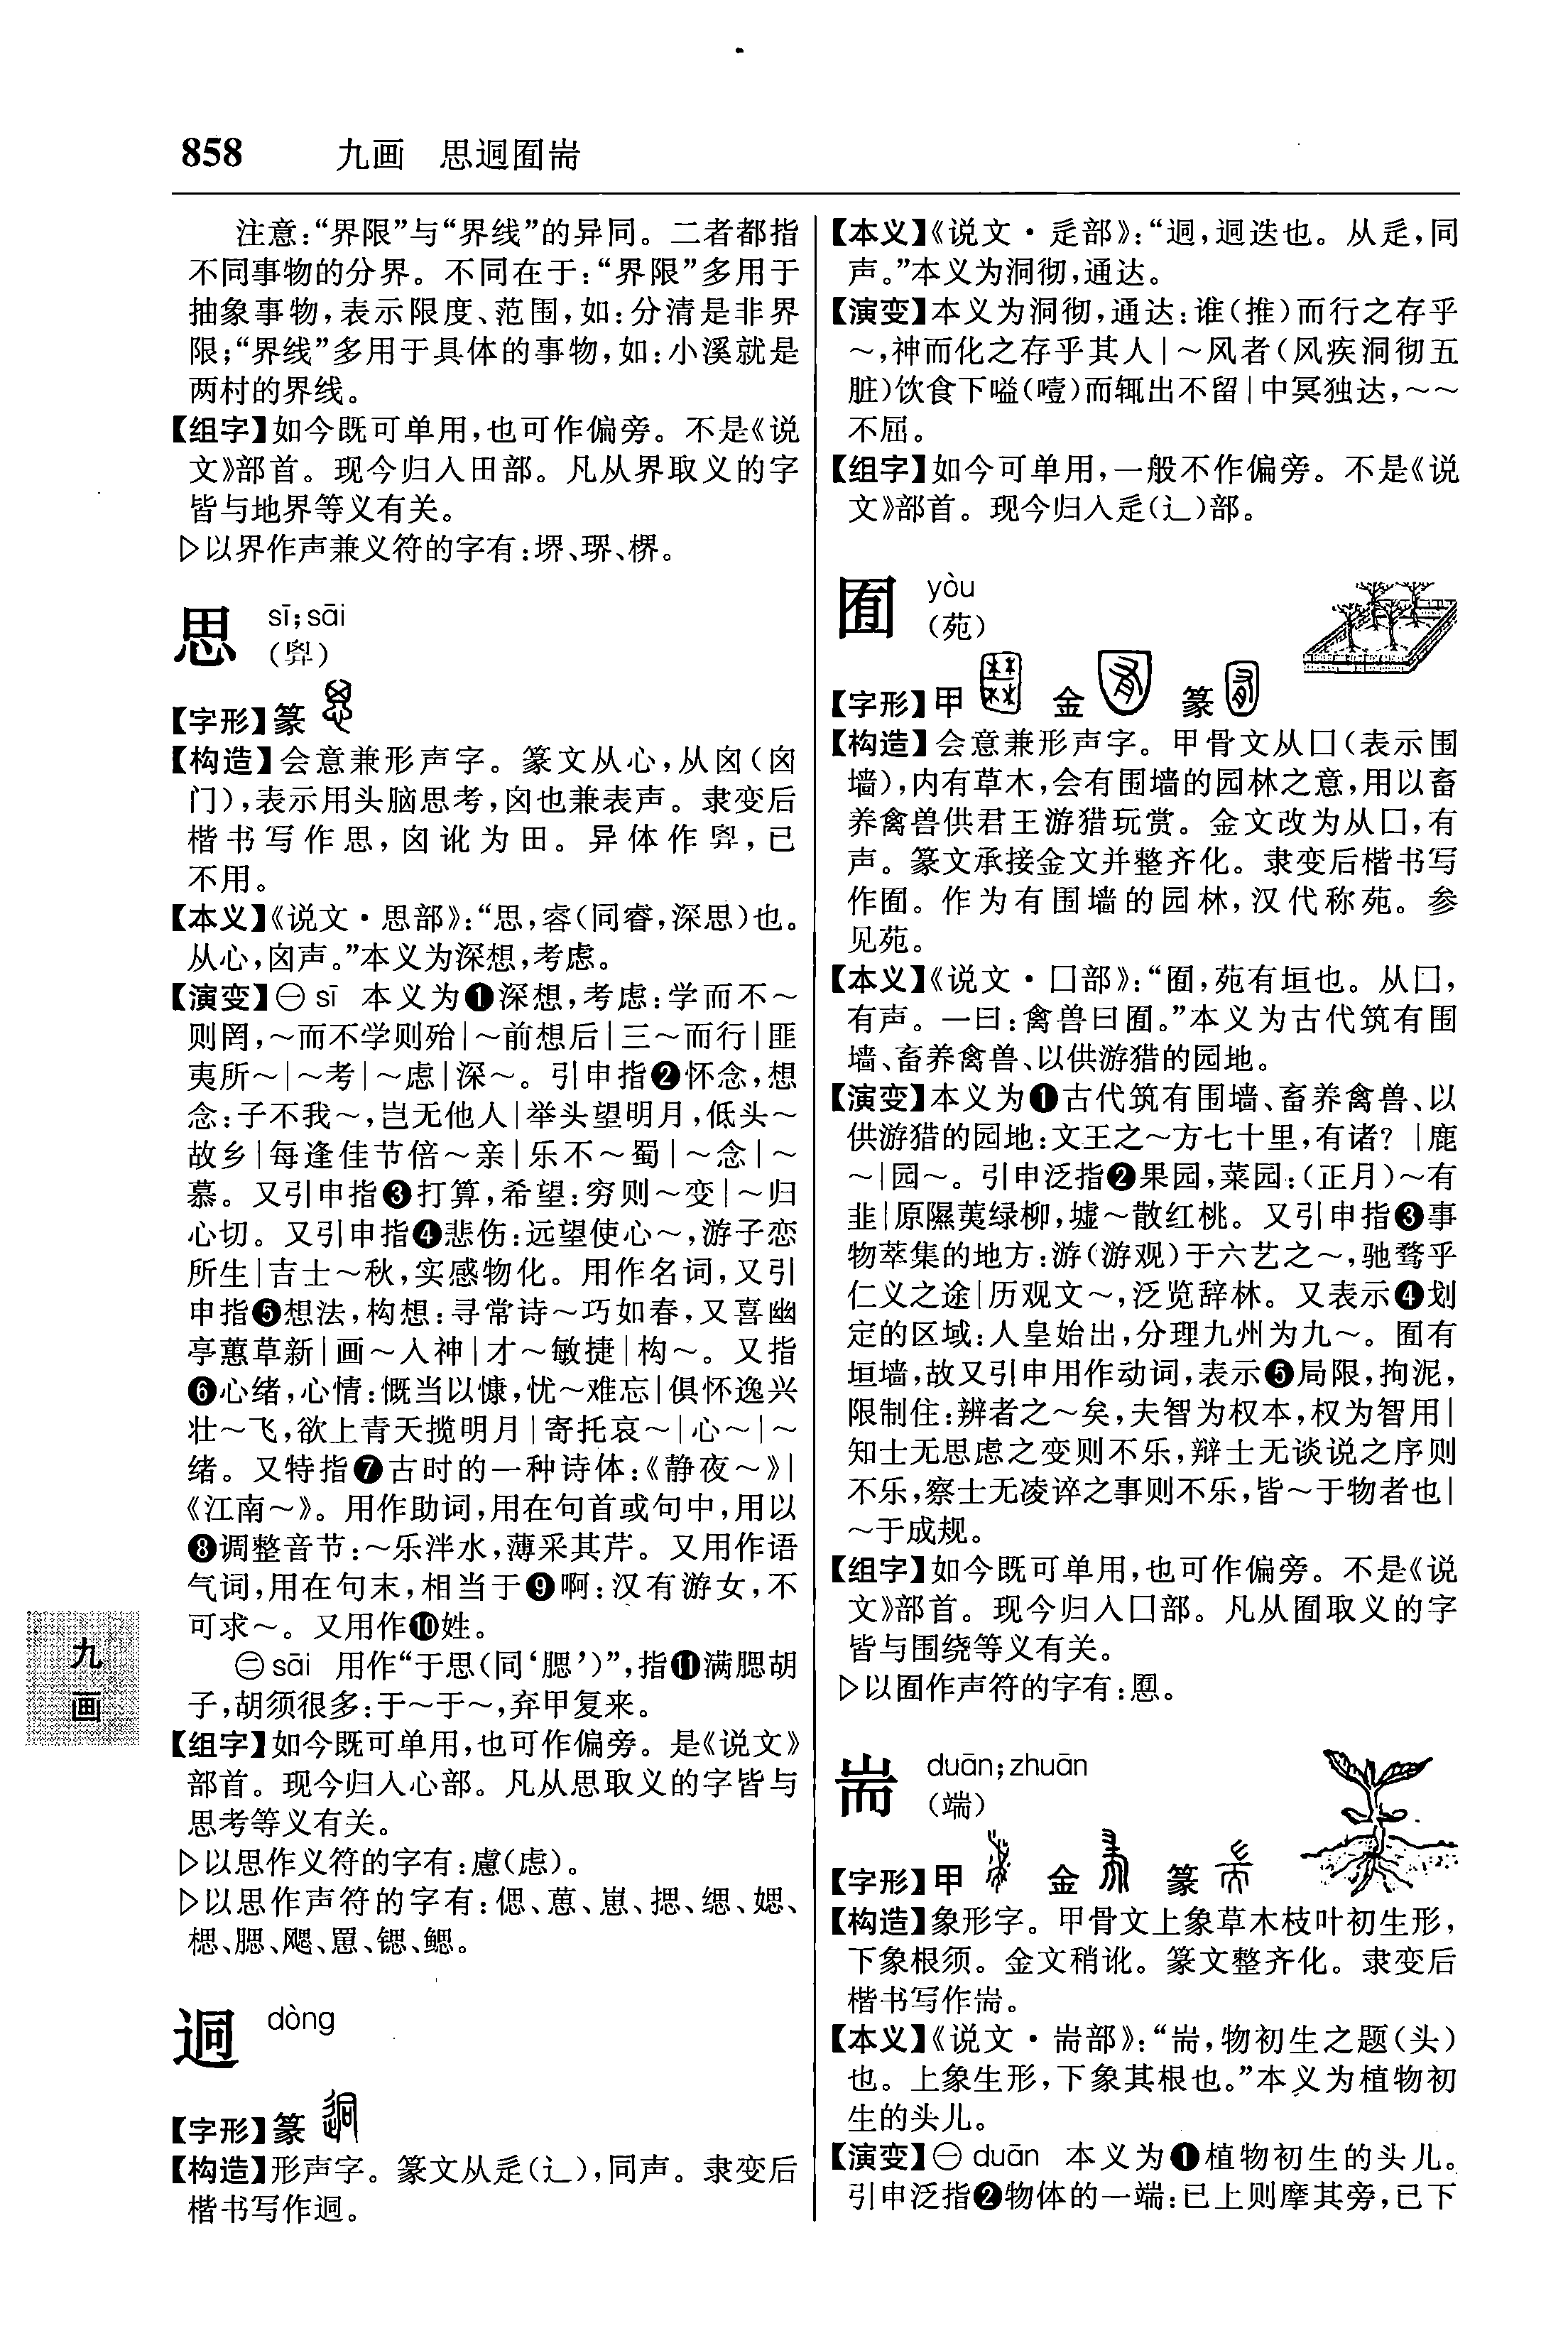 858 九画 思迵囿耑
注意:“界限”与“界线”的异同。二者都指
不同事物的分界。不同在于:“界限”多用于
抽象事物,表示限度、范围,如:分清是非界
限;“界线”多用于具体的事物,如:小溪就是
两村的界线。
【组字】如今既可单用,也可作偏旁。不是《说
文》部首。现今归入田部。凡从界取义的字
皆与地界等义有关。
▷以界作声兼义符的字有:堺、琾、楐。
思 sī;sāi
(恖)
【字形】篆
【构造】会意兼形声字。篆文从心,从囟(囟
门),表示用头脑思考,囟也兼表声。隶变后
楷书写作思,囟讹为田。异体作,已
不用。
【本义】《说文·思部》:“思,容(同睿,深思)也。
从心,囟声。”本义为深想,考虑。
【演变】㊀ sī 本义为❶深想,考虑:学而不~
则罔,~而不学则殆|~前想后|三~而行|匪
夷所~|~考|~虑|深~。引申指❷怀念,想
念:子不我~,岂无他人|举头望明月,低头~
故乡|每逢佳节倍~亲|乐不~蜀|~念|~
慕。又引申指❸打算,希望:穷则~变|~归
心切。又引申指❹悲伤:远望使心~,游子恋
所生|吉士~秋,实感物化。用作名词,又引
申指❺想法,构想:寻常诗~巧如春,又喜幽
亭蕙草新|画~入神|才~敏捷|构~。又指
❻心绪,心情:慨当以慷,忧~难忘|俱怀逸兴
壮~飞,欲上青天揽明月|寄托哀~|心~|~
绪。又特指❼古时的一种诗体:《静夜~》|
《江南~》。用作助词,用在句首或句中,用以
❽调整音节:~乐泮水,薄采其芹。又用作语
气词,用在句末,相当于❾啊:汉有游女,不
可求~。又用作❿姓。
㊁ sāi 用作“于思(同‘腮’)”,指⓫满腮胡
子,胡须很多:于~于~,弃甲复来。
【组字】如今既可单用,也可作偏旁。是《说文》
部首。现今归入心部。凡从思取义的字皆与
思考等义有关。
▷以思作义符的字有:慮(虑)。
▷以思作声符的字有:偲、葸、崽、揌、缌、媤、
楒、腮、飔、罳、锶、鳃。
迵 dòng
【字形】篆
【构造】形声字。篆文从辵(辶),同声。隶变后
楷书写作迵。
【本义】《说文·辵部》:“迵,迵迭也。从辵,同
声。”本义为洞彻,通达。
【演变】本义为洞彻,通达:谁(推)而行之存乎
~,神而化之存乎其人|~风者(风疾洞彻五
脏)饮食下嗌(噎)而辄出不留|中冥独达,~~
不屈。
【组字】如今可单用,一般不作偏旁。不是《说
文》部首。现今归入辵(辶)部。
囿 yòu
(苑)
【字形】甲 金 篆
【构造】会意兼形声字。甲骨文从囗(表示围
墙),内有草木,会有围墙的园林之意,用以畜
养禽兽供君王游猎玩赏。金文改为从囗,有
声。篆文承接金文并整齐化。隶变后楷书写
作囿。作为有围墙的园林,汉代称苑。参
见苑。
【本义】《说文·囗部》:“囿,苑有垣也。从囗,
有声。一曰:禽兽曰囿。”本义为古代筑有围
墙、畜养禽兽、以供游猎的园地。
【演变】本义为❶古代筑有围墙、畜养禽兽、以
供游猎的园地:文王之~方七十里,有诸? |鹿
~|园~。引申泛指❷果园,菜园:(正月)~有
韭|原隰荑绿柳,墟~散红桃。又引申指❸事
物萃集的地方:游(游观)于六艺之~,驰骛乎
仁义之途|历观文~,泛览辞林。又表示❹划
定的区域:人皇始出,分理九州为九~。囿有
垣墙,故又引申用作动词,表示❺局限,拘泥,
限制住:辨者之~矣,夫智为权本,权为智用|
知士无思虑之变则不乐,辩士无谈说之序则
不乐,察士无凌谇之事则不乐,皆~于物者也|
~于成规。
【组字】如今既可单用,也可作偏旁。不是《说
文》部首。现今归入囗部。凡从囿取义的字
皆与围绕等义有关。
▷以囿作声符的字有:。
耑 duān;zhuān
(端)
【字形】甲 金 篆
【构造】象形字。甲骨文上象草木枝叶初生形,
下象根须。金文稍讹。篆文整齐化。隶变后
楷书写作耑。
【本义】《说文·耑部》:“耑,物初生之题(头)
也。上象生形,下象其根也。”本义为植物初
生的头儿。
【演变】㊀ duān 本义为❶植物初生的头儿。
引申泛指❷物体的一端:已上则摩其旁,已下
九
画